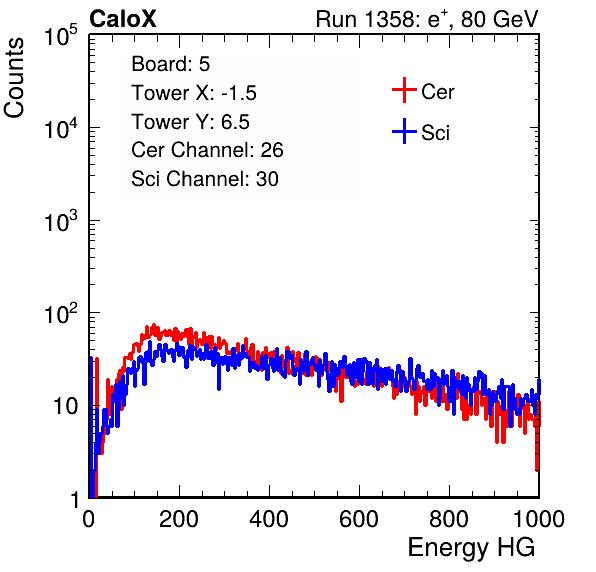 CaloX Run 1358: e⁺, 80 GeV
Board: 5
Tower X: -1.5
Tower Y: 6.5
Cer Channel: 26
Sci Channel: 30
Cer
Sci
Counts
10⁵
10⁴
10³
10²
10
1
0 200 400 600 800 1000
Energy HG